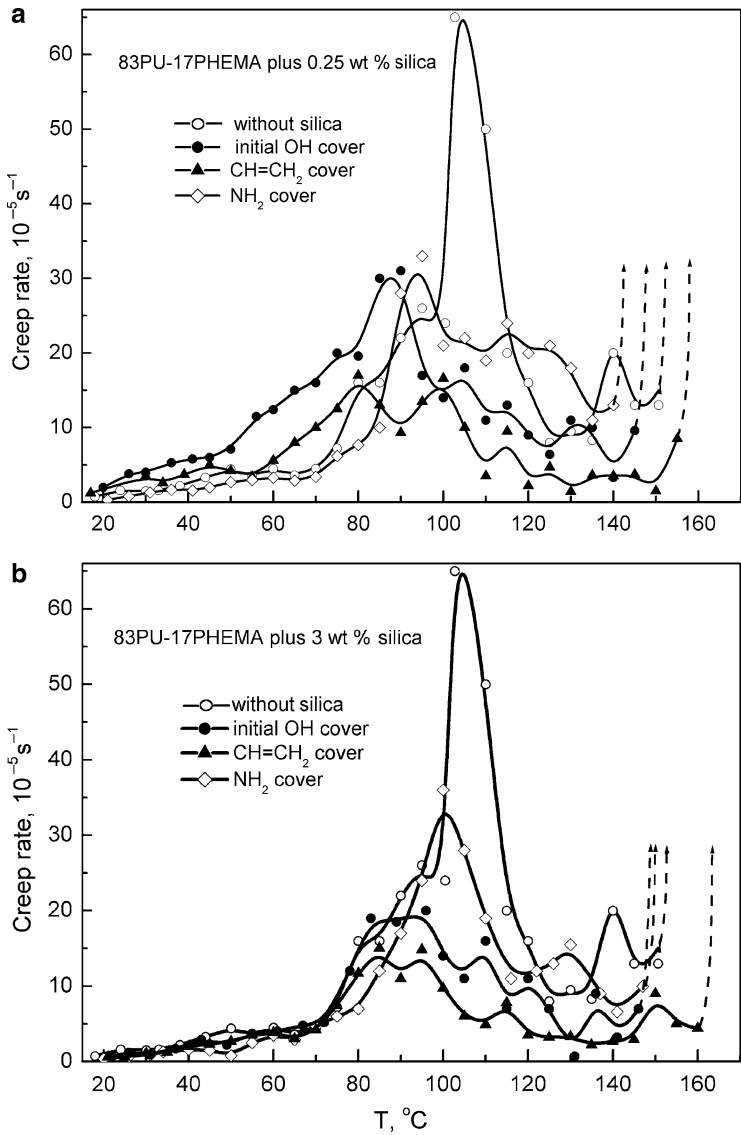 a
83PU-17PHEMA plus 0.25 wt % silica
without silica
initial OH cover
CH=CH₂ cover
NH₂ cover
Creep rate, 10⁻⁵s⁻¹
60
50
40
30
20
10
0
20 40 60 80 100 120 140 160
b
83PU-17PHEMA plus 3 wt % silica
without silica
initial OH cover
CH=CH₂ cover
NH₂ cover
Creep rate, 10⁻⁵s⁻¹
60
50
40
30
20
10
0
20 40 60 80 100 120 140 160
T, °C